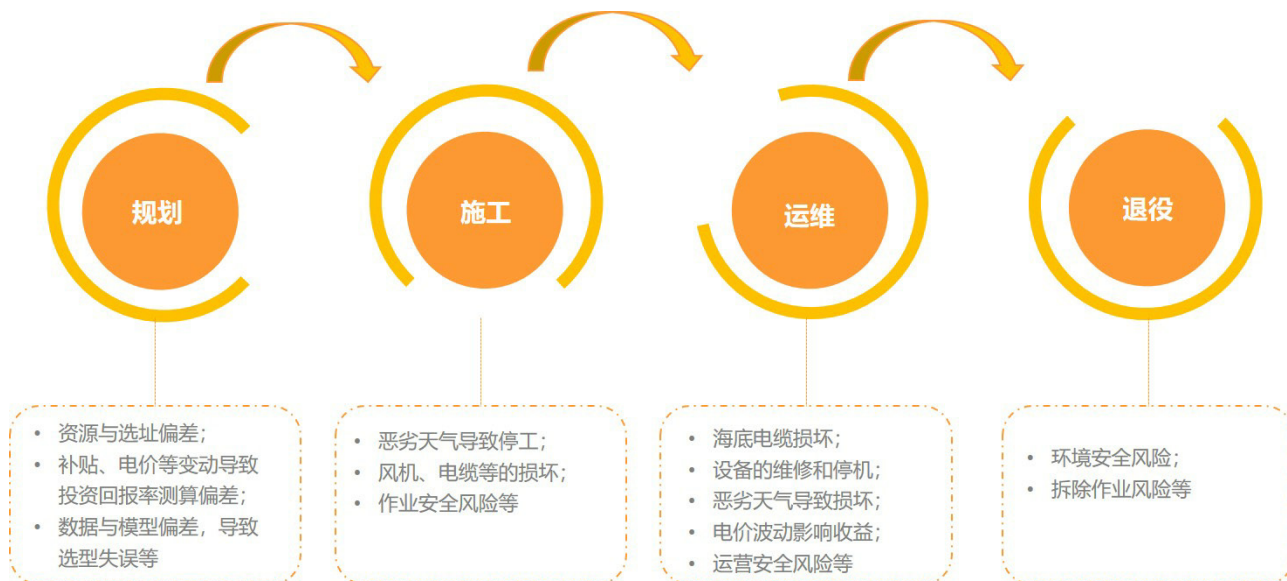 规划
施工
运维
退役
• 资源与选址偏差；
• 补贴、电价等变动导致
投资回报率测算偏差；
• 数据与模型偏差，导致
选型失误等
• 恶劣天气导致停工；
• 风机、电缆等的损坏；
• 作业安全风险等
• 海底电缆损坏；
• 设备的维修和停机；
• 恶劣天气导致损坏；
• 电价波动影响收益；
• 运营安全风险等
• 环境安全风险；
• 拆除作业风险等